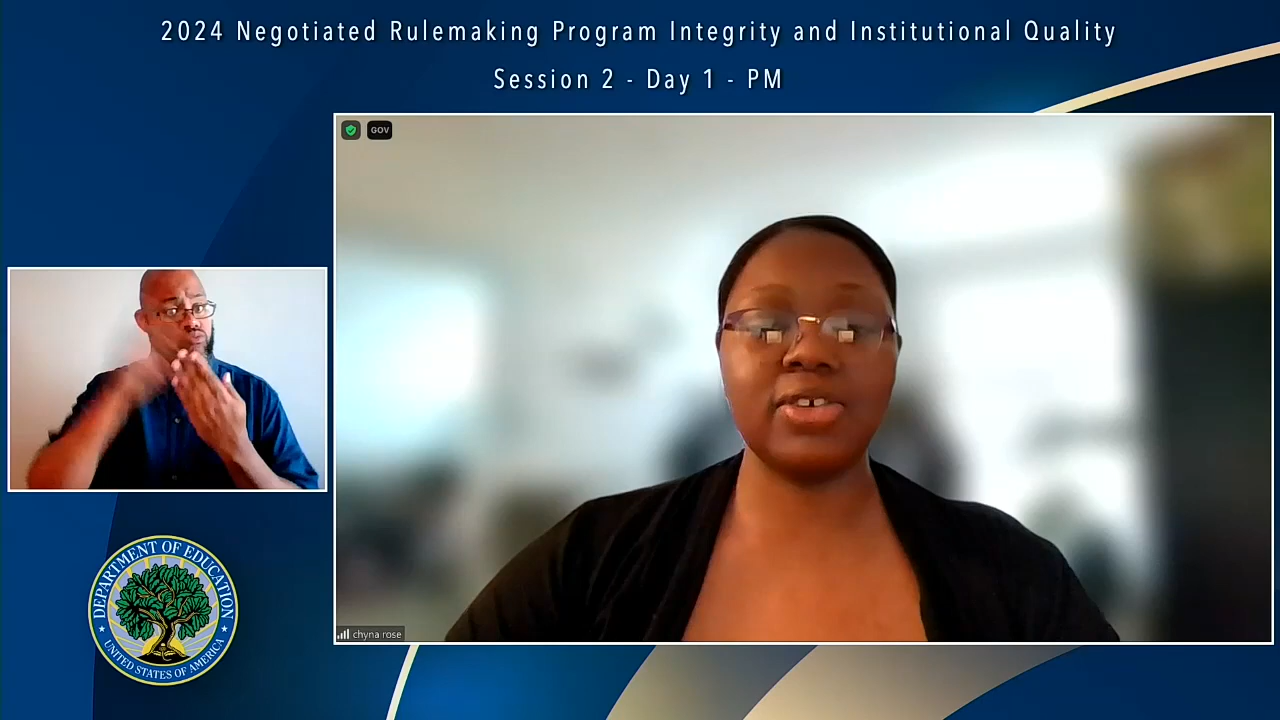 2024 Negotiated Rulemaking Program Integrity and Institutional Quality
Session 2 - Day 1 - PM
GOV
chyna rose
DEPARTMENT OF EDUCATION
UNITED STATES OF AMERICA